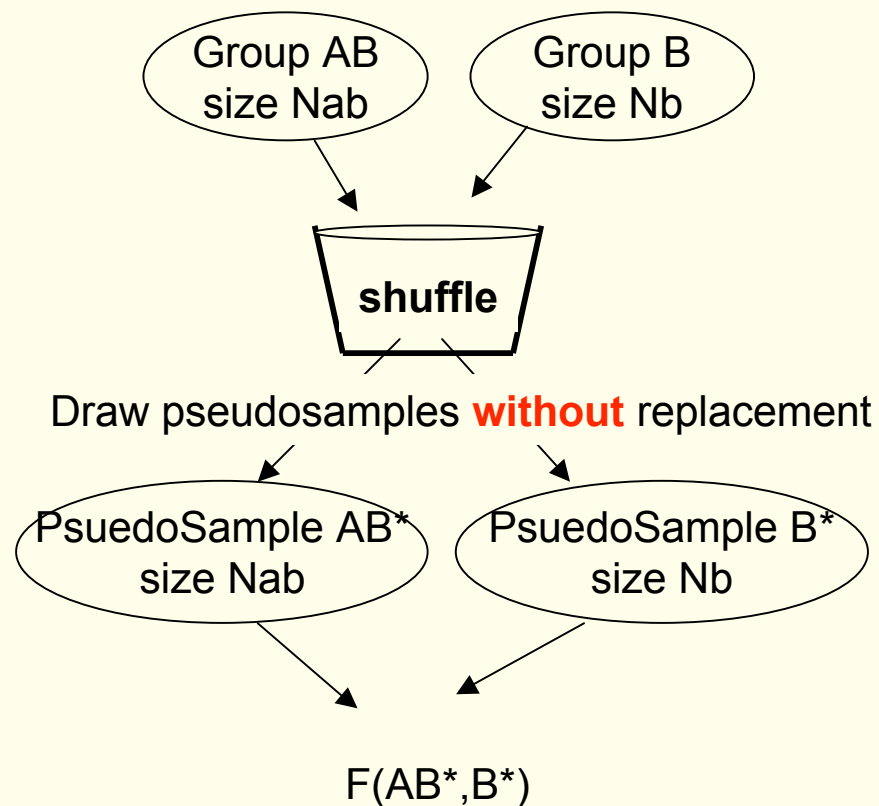 Group AB
size Nab
Group B
size Nb
shuffle
Draw pseudosamples without replacement
PsuedoSample AB*
size Nab
PsuedoSample B*
size Nb
F(AB*,B*)